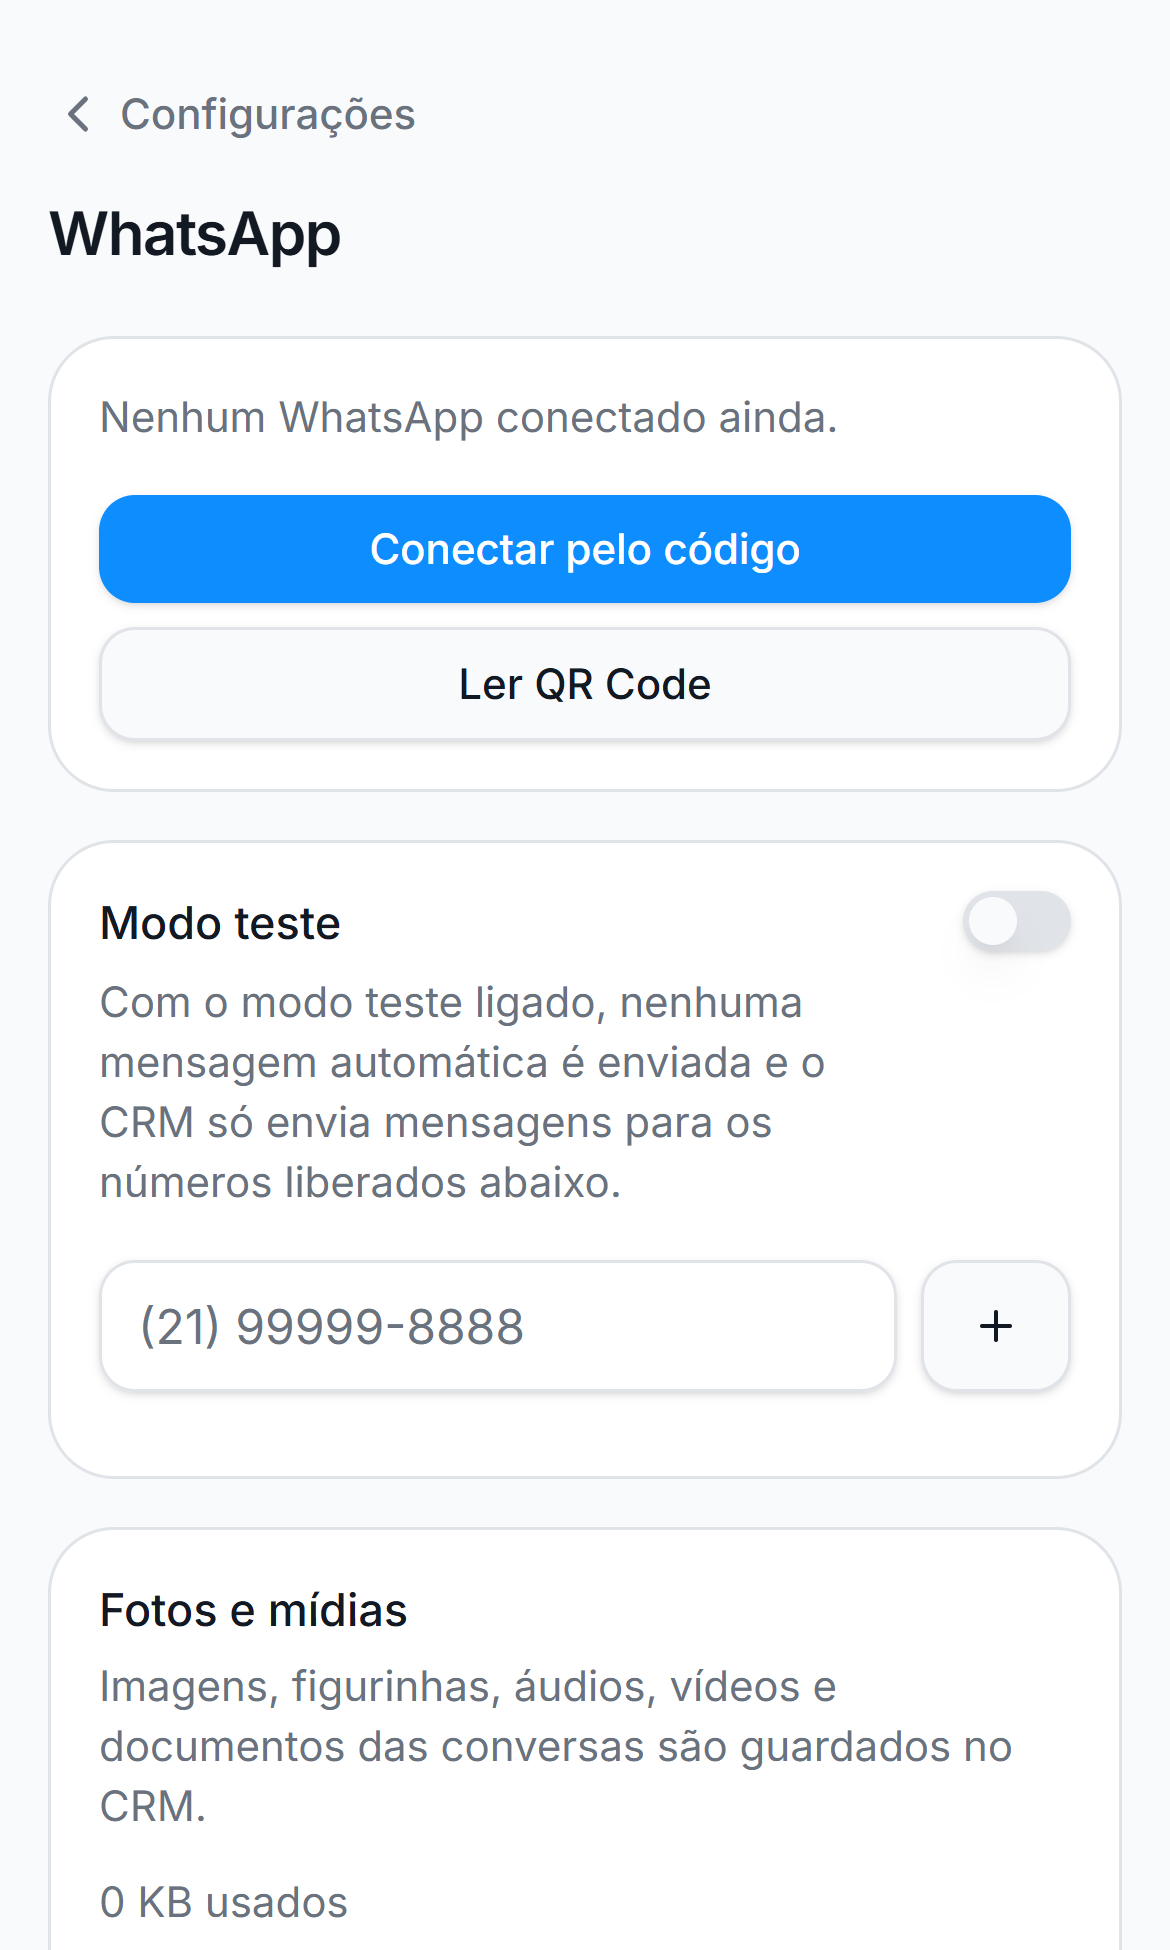 Configurações
WhatsApp
Nenhum WhatsApp conectado ainda.
Conectar pelo código
Ler QR Code
Modo teste
Com o modo teste ligado, nenhuma
mensagem automática é enviada e o
CRM só envia mensagens para os
números liberados abaixo.
(21) 99999-8888
Fotos e mídias
Imagens, figurinhas, áudios, vídeos e
documentos das conversas são guardados no
CRM.
0 KB usados